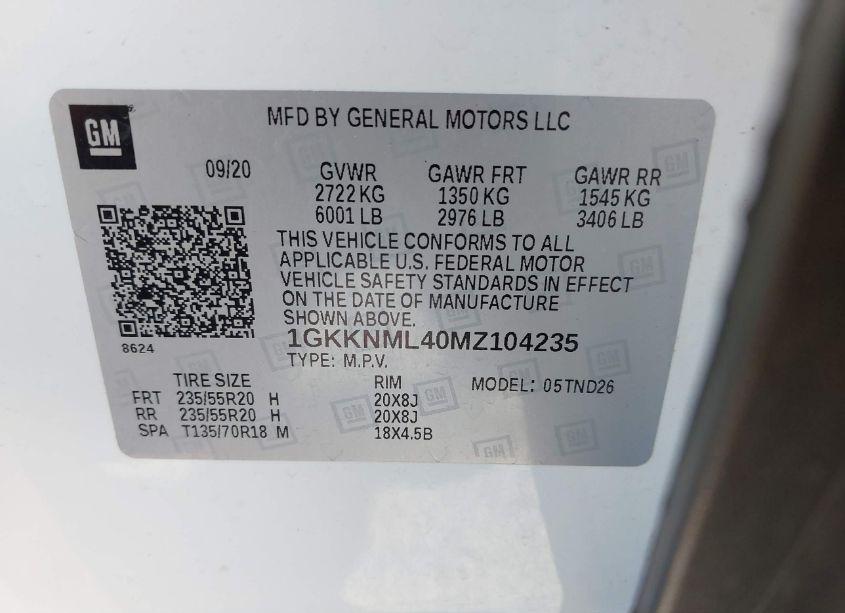 GM
MFD BY GENERAL MOTORS LLC
09/20
GVWR GAWR FRT GAWR RR
2722 KG 1350 KG 1545 KG
6001 LB 2976 LB 3406 LB
THIS VEHICLE CONFORMS TO ALL
APPLICABLE U.S. FEDERAL MOTOR
VEHICLE SAFETY STANDARDS IN EFFECT
ON THE DATE OF MANUFACTURE
SHOWN ABOVE.
1GKKNML40MZ104235
8624
TYPE: M.P.V.
TIRE SIZE RIM MODEL: 05TND26
FRT 235/55R20 H 20X8J
RR 235/55R20 H 20X8J
SPA T135/70R18 M 18X4.5B